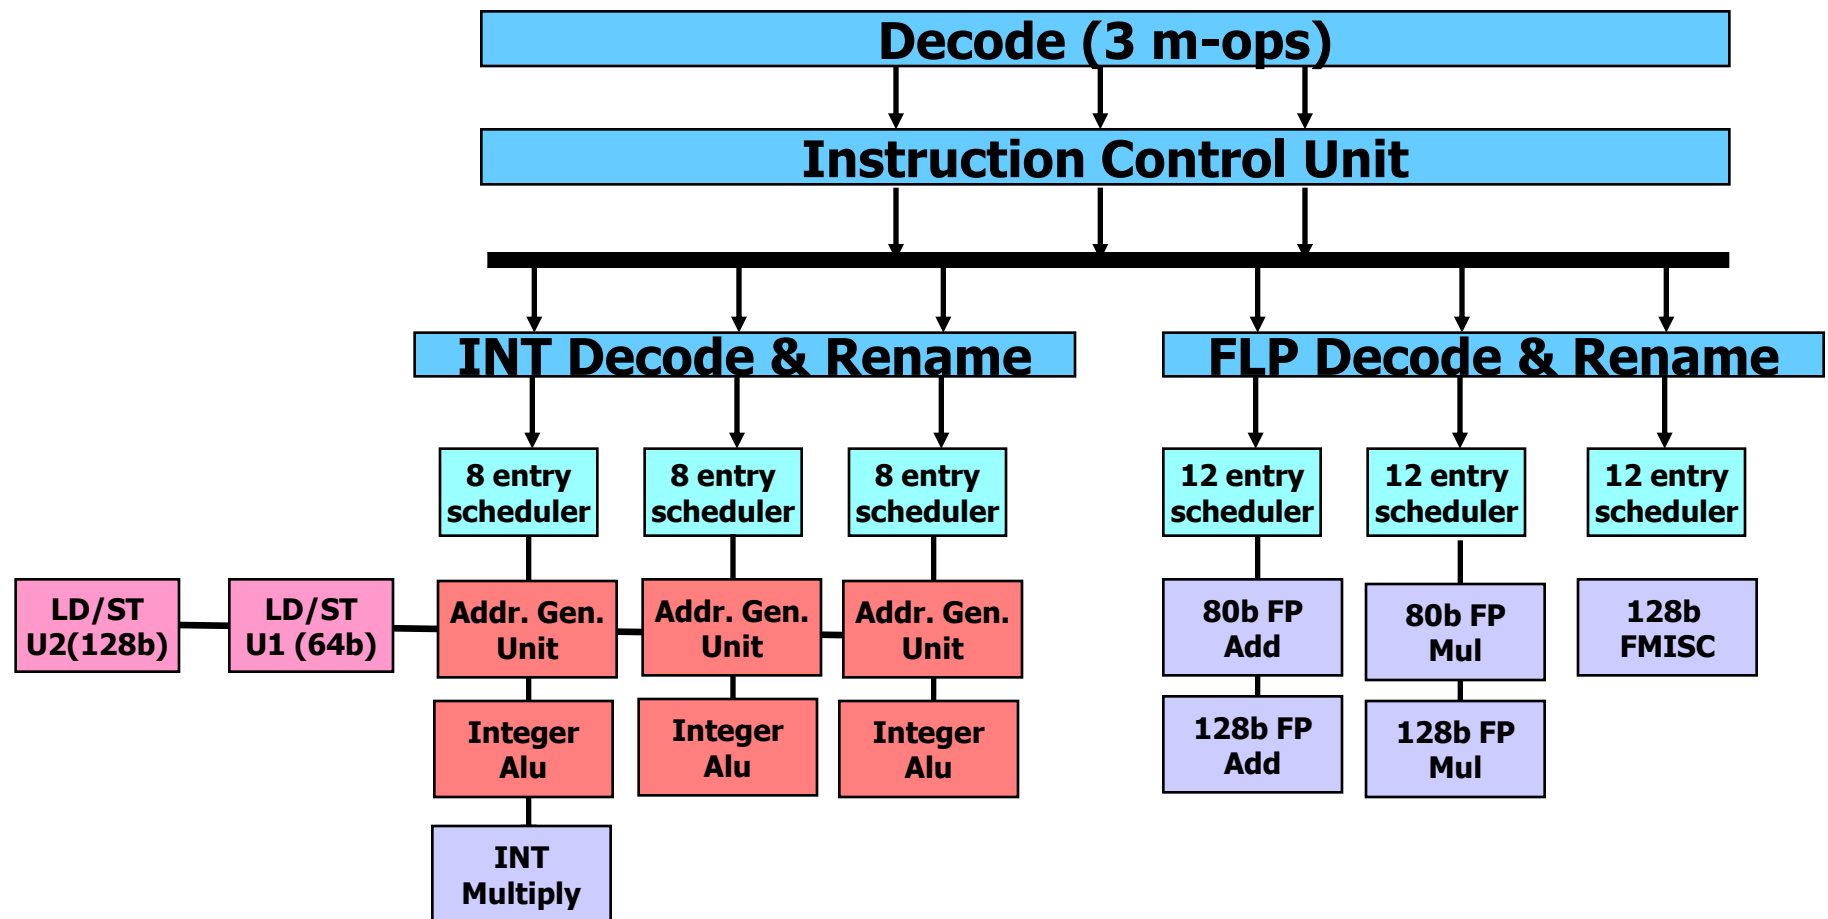 Decode (3 m-ops)
Instruction Control Unit
INT Decode & Rename
FLP Decode & Rename
8 entry
scheduler
8 entry
scheduler
8 entry
scheduler
12 entry
scheduler
12 entry
scheduler
12 entry
scheduler
LD/ST
U2(128b)
LD/ST
U1 (64b)
Addr. Gen.
Unit
Addr. Gen.
Unit
Addr. Gen.
Unit
80b FP
Add
80b FP
Mul
128b
FMISC
Integer
Alu
Integer
Alu
Integer
Alu
128b FP
Add
128b FP
Mul
INT
Multiply